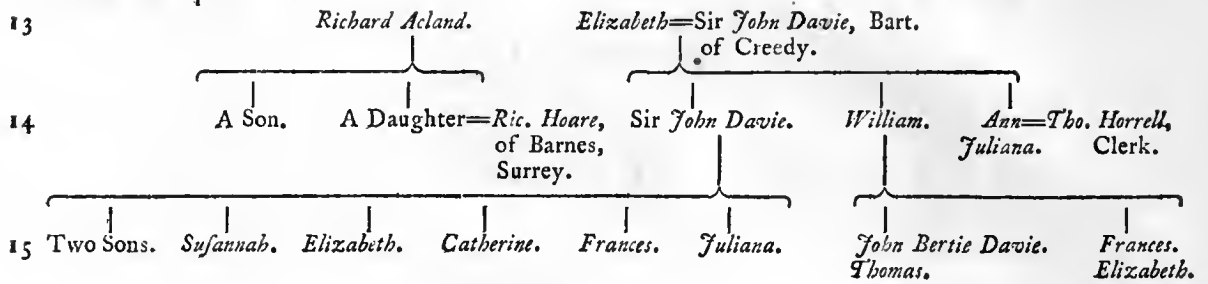 13 Richard Acland. Elizabeth=Sir John Davie, Bart.
of Creedy.
14 A Son. A Daughter=Ric. Hoare, Sir John Davie. William. Ann=Tho. Horrell,
of Barnes, Juliana. Clerk.
Surrey.
15 Two Sons. Suſannah. Elizabeth. Catherine. Frances. Juliana. John Bertie Davie. Frances.
Thomas. Elizabeth.